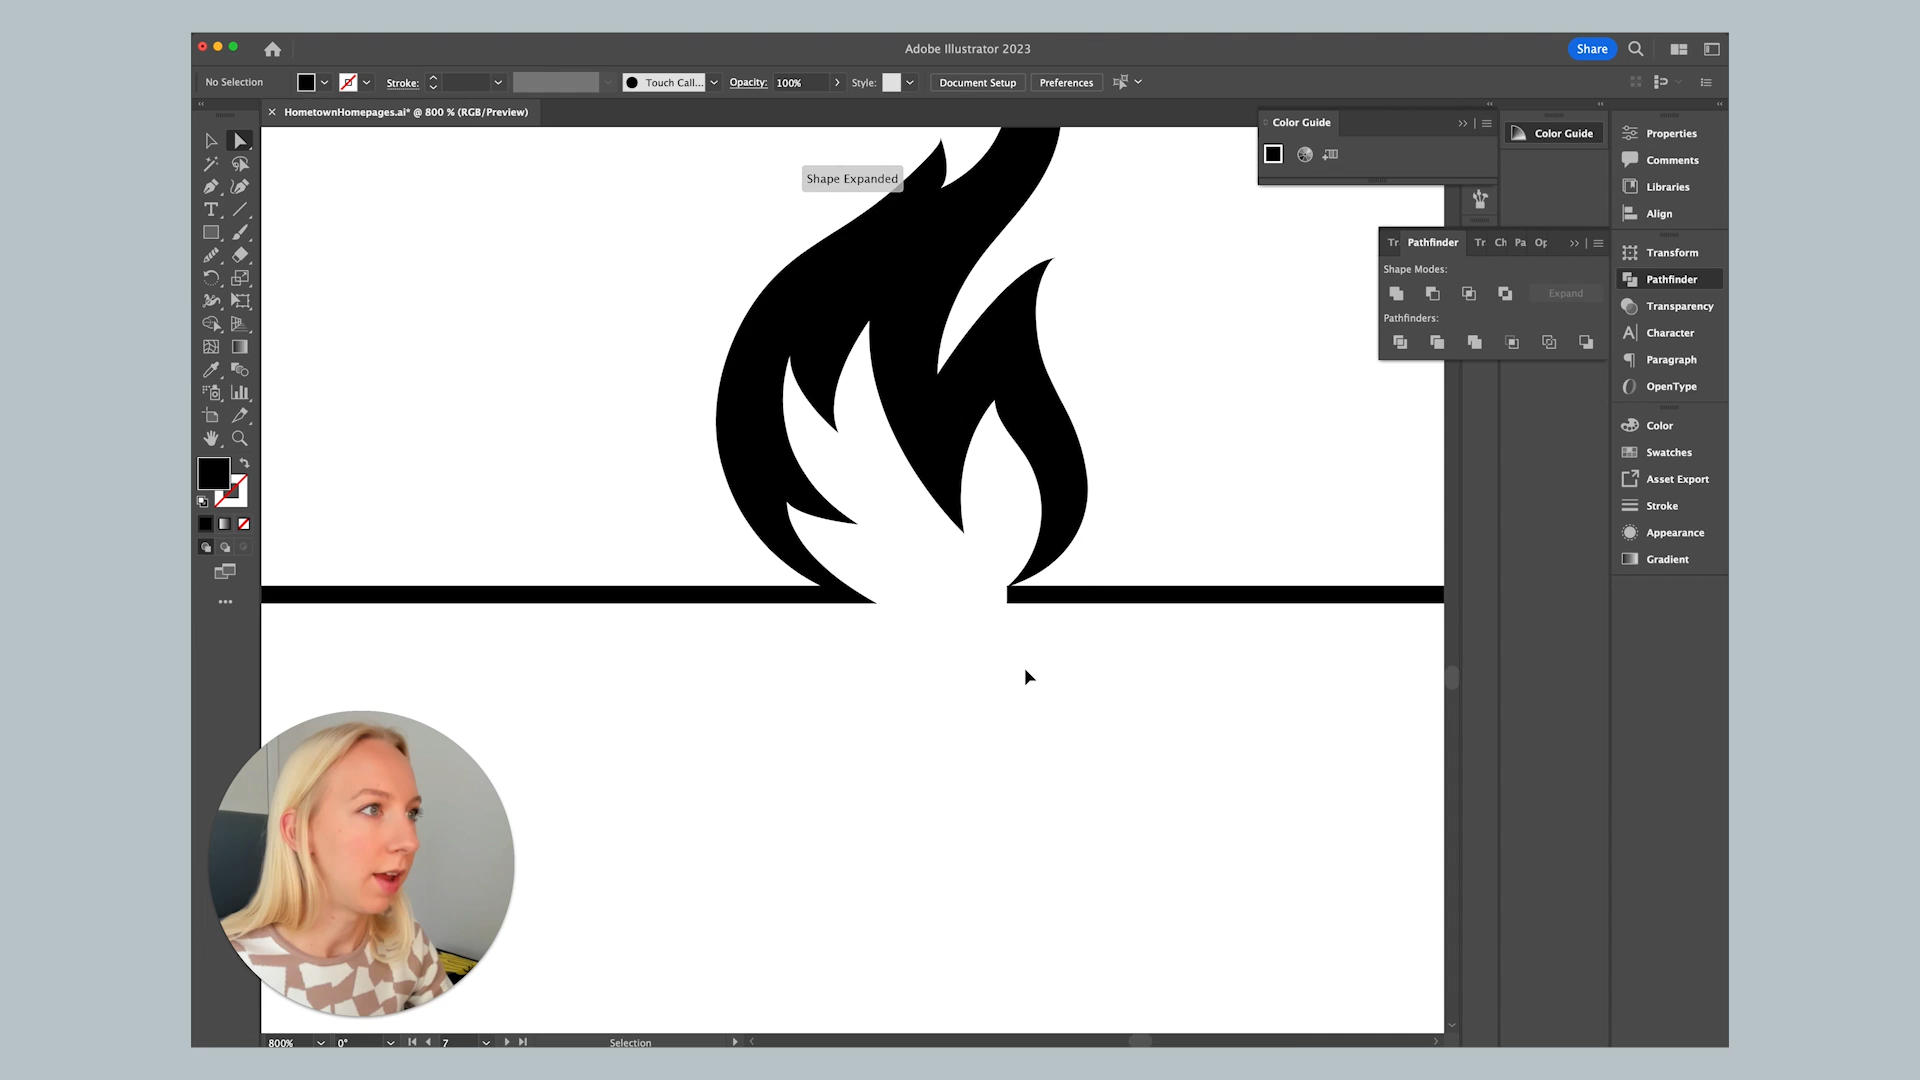 Adobe Illustrator 2023
Share
No Selection
Stroke:
Touch Call...
Opacity:
100%
Style:
Document Setup
Preferences
× HometownHomepages.ai* @ 800 % (RGB/Preview)
Shape Expanded
Color Guide
Color Guide
Properties
Comments
Libraries
Align
Tr
Pathfinder
Tr
Ch
Pa
Op
Shape Modes:
Expand
Pathfinders:
Transform
Pathfinder
Transparency
Character
Paragraph
OpenType
Color
Swatches
Asset Export
Stroke
Appearance
Gradient
800%
0°
7
Selection